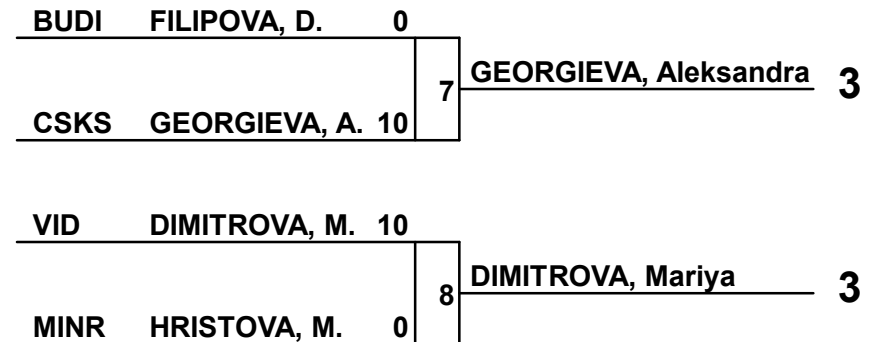 BUDI FILIPOVA, D. 0
7 GEORGIEVA, Aleksandra 3
CSKS GEORGIEVA, A. 10
VID DIMITROVA, M. 10
8 DIMITROVA, Mariya 3
MINR HRISTOVA, M. 0